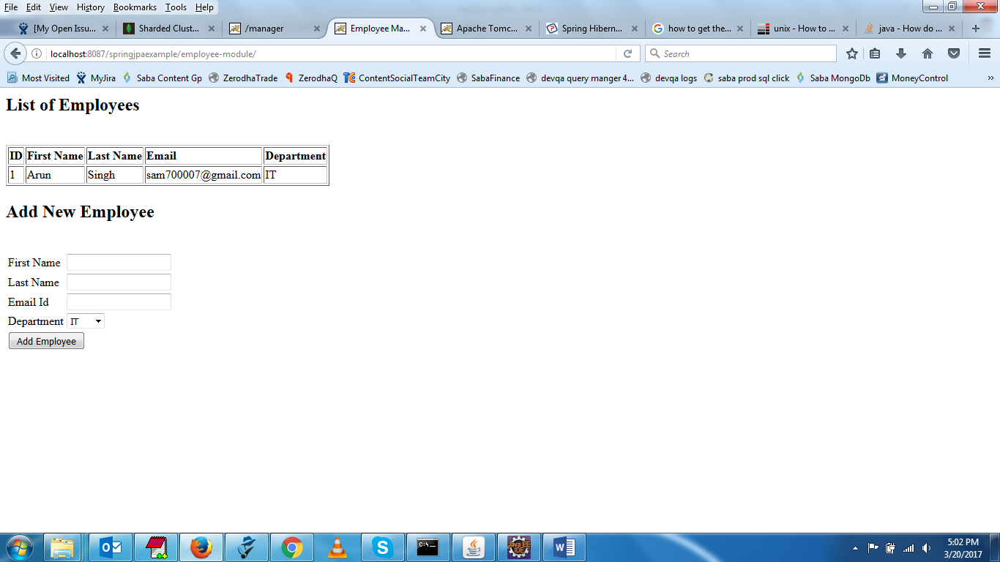 File Edit View History Bookmarks Tools Help
[My Open Issu... Sharded Clust... /manager Employee Ma... Apache Tomc... Spring Hibern... how to get the... unix - How to ... java - How do ...
localhost:8087/springjpaexample/employee-module/ Search
Most Visited MyJira Saba Content Gp ZerodhaTrade ZerodhaQ ContentSocialTeamCity SabaFinance devqa query manger 4... devqa logs saba prod sql click Saba MongoDb MoneyControl
List of Employees
ID First Name Last Name Email Department
1 Arun Singh sam700007@gmail.com IT
Add New Employee
First Name
Last Name
Email Id
Department IT
Add Employee
Java EE
IDE
C:\
5:02 PM
3/20/2017